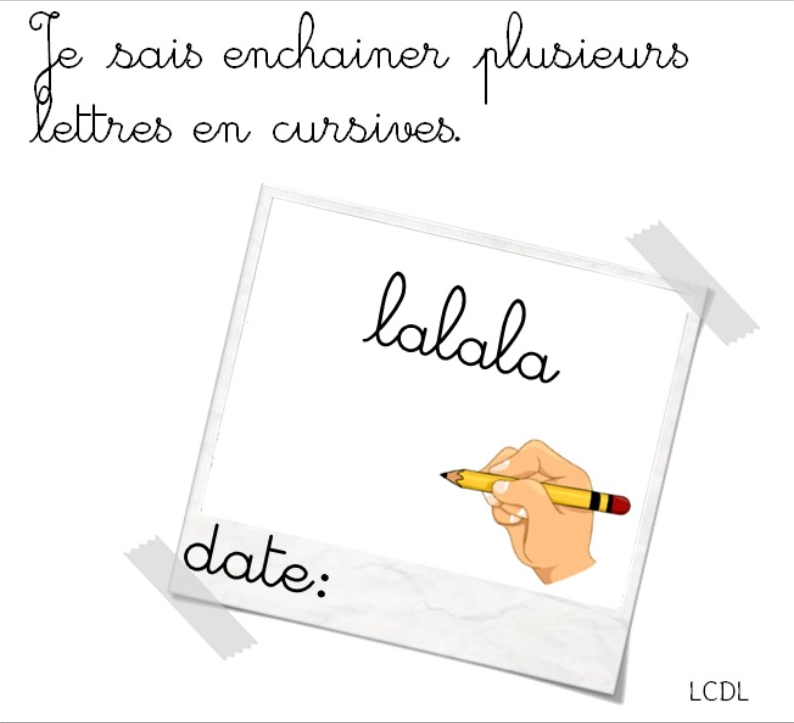 Je sais enchainer plusieurs
lettres en cursives.
lalala
date:
LCDL